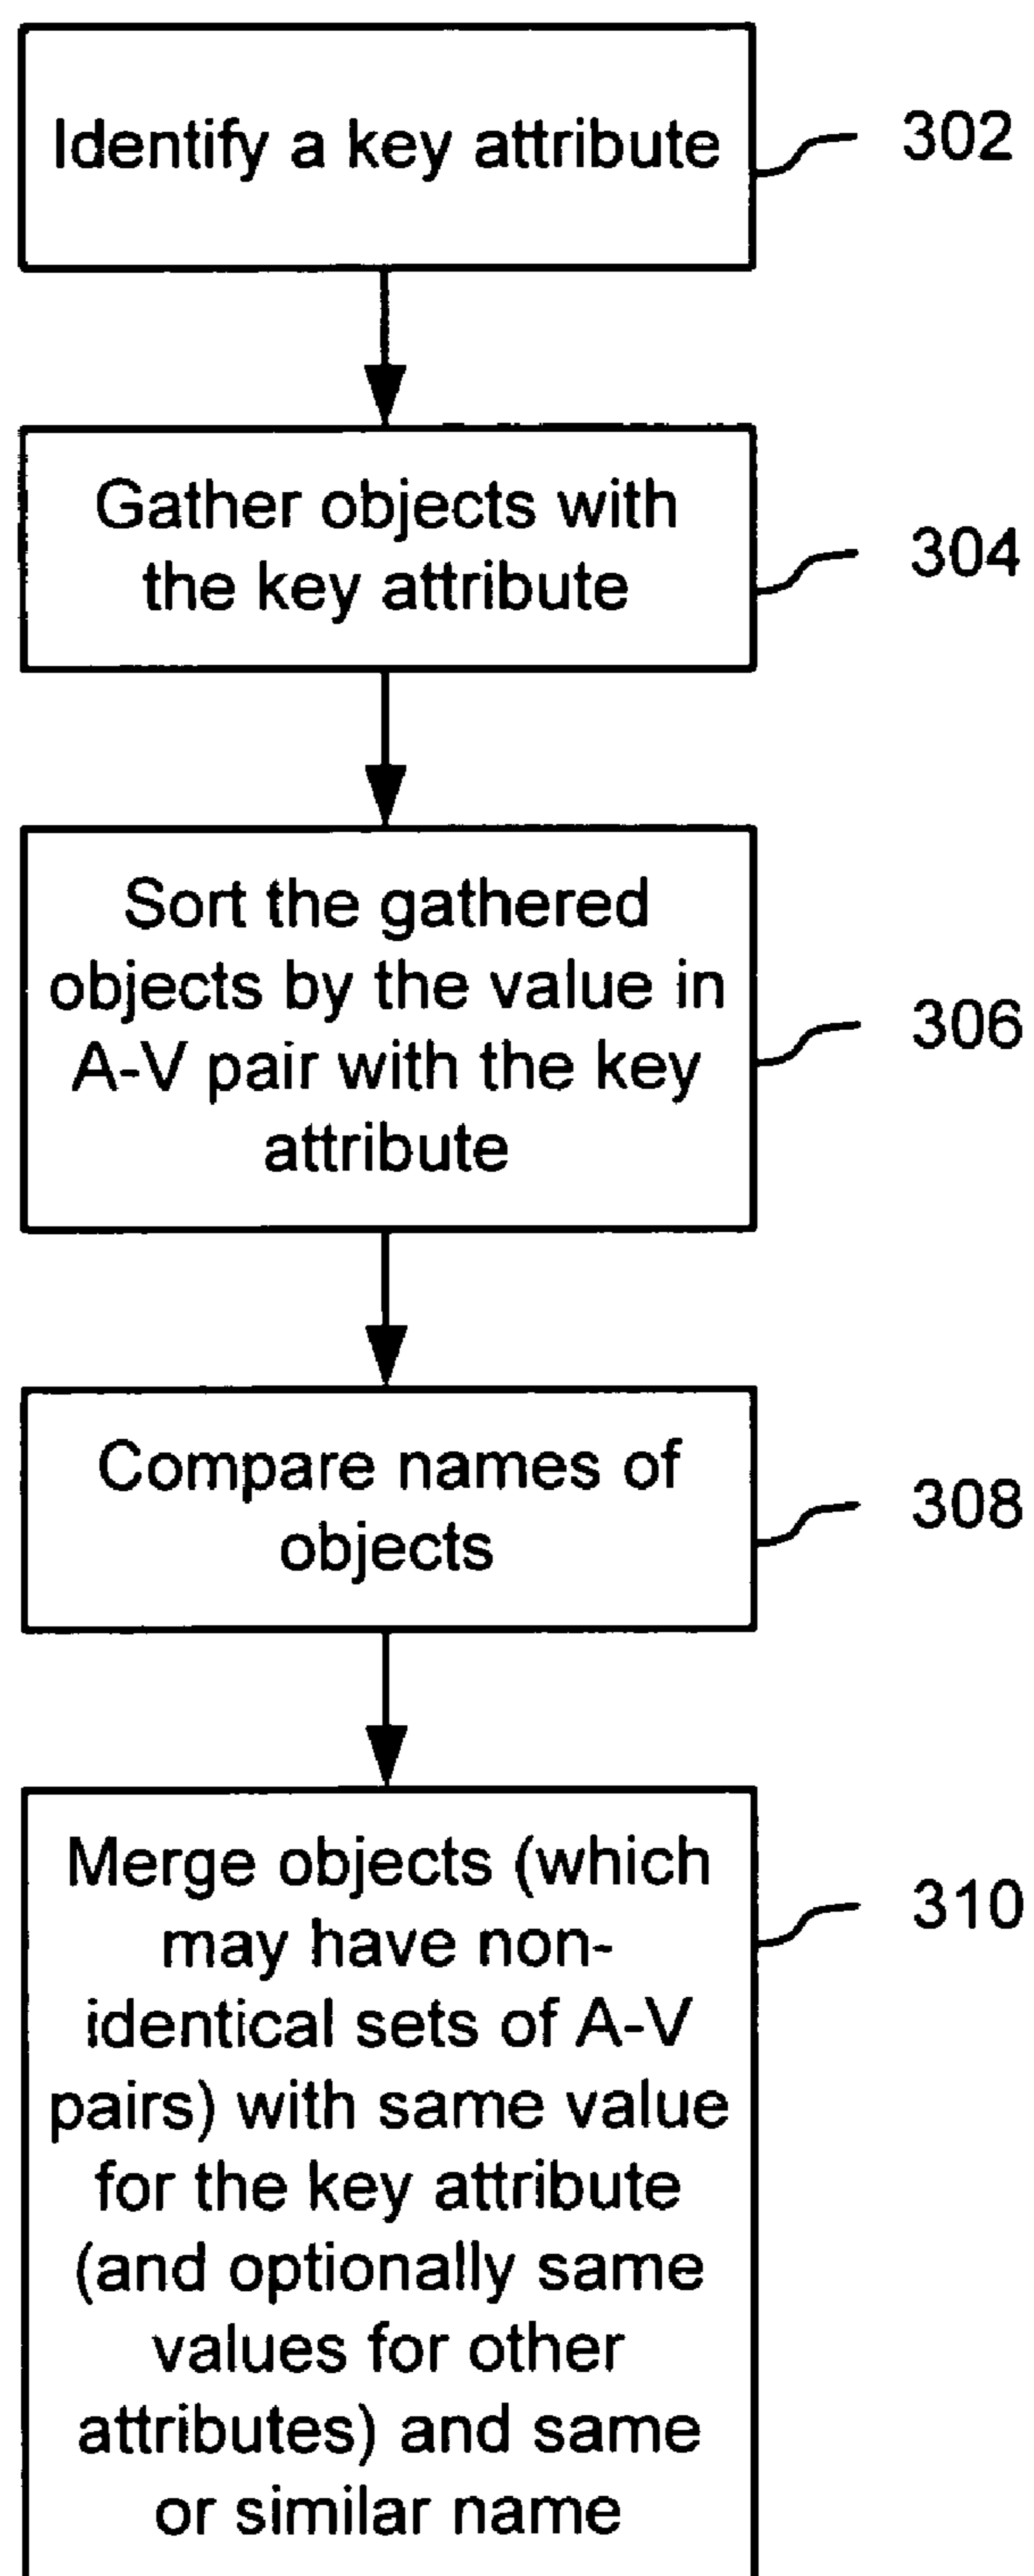 Identify a key attribute
302
Gather objects with
the key attribute
304
Sort the gathered
objects by the value in
A-V pair with the key
attribute
306
Compare names of
objects
308
Merge objects (which
may have non-
identical sets of A-V
pairs) with same value
for the key attribute
(and optionally same
values for other
attributes) and same
or similar name
310